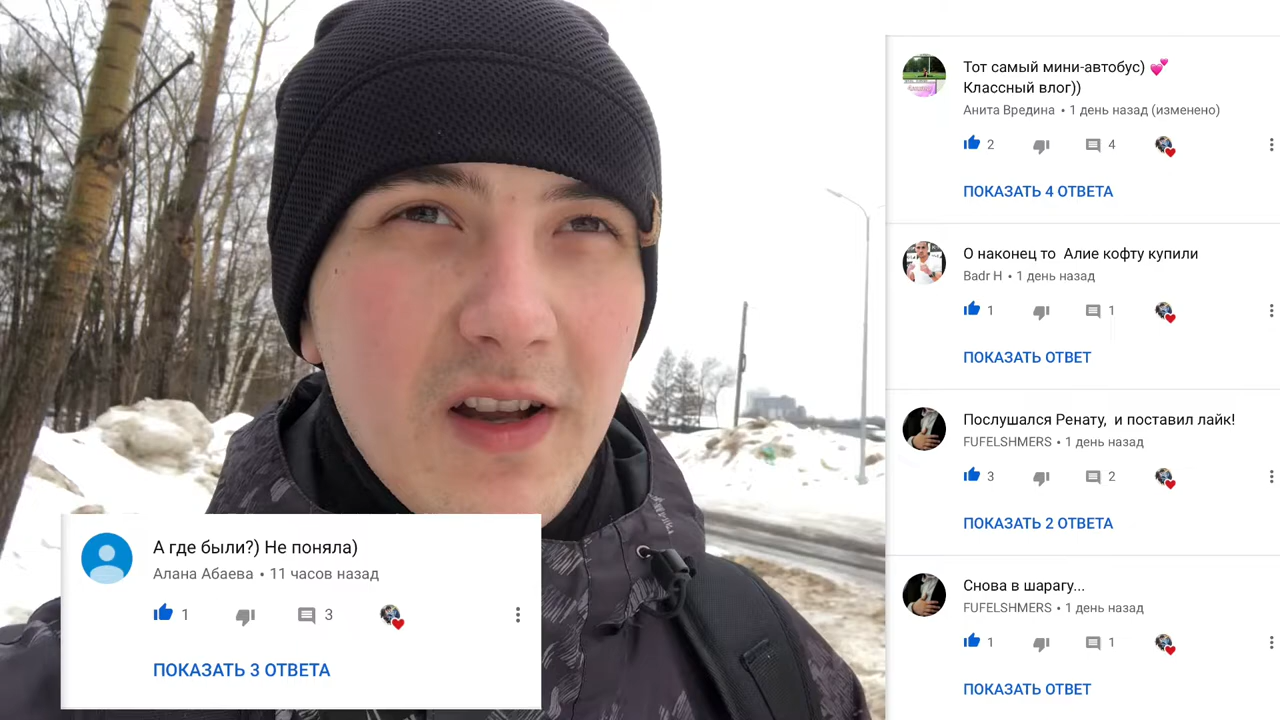 Тот самый мини-автобус) 💕
Классный влог))
Анита Вредина • 1 день назад (изменено)
2 4
ПОКАЗАТЬ 4 ОТВЕТА
О наконец то Алие кофту купили
Badr H • 1 день назад
1 1
ПОКАЗАТЬ ОТВЕТ
Послушался Ренату, и поставил лайк!
FUFELSHMERS • 1 день назад
3 2
ПОКАЗАТЬ 2 ОТВЕТА
Снова в шарагу...
FUFELSHMERS • 1 день назад
1 1
ПОКАЗАТЬ ОТВЕТ
А где были?) Не поняла)
Алана Абаева • 11 часов назад
1 3
ПОКАЗАТЬ 3 ОТВЕТА